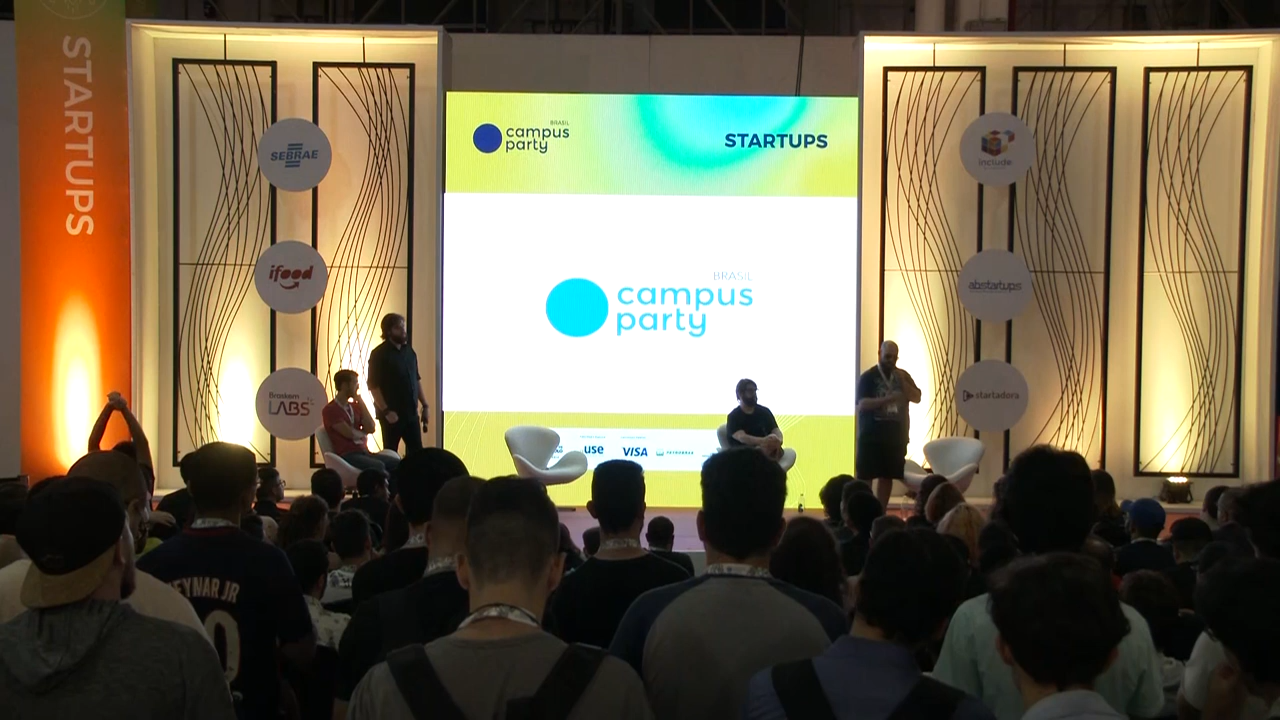 STARTUPS
SEBRAE
ifood
Braskem
LABS
BRASIL
campus
party
STARTUPS
BRASIL
campus
party
use
VISA
PETROBRAS
include
abstartups
startadora
NEYMAR JR